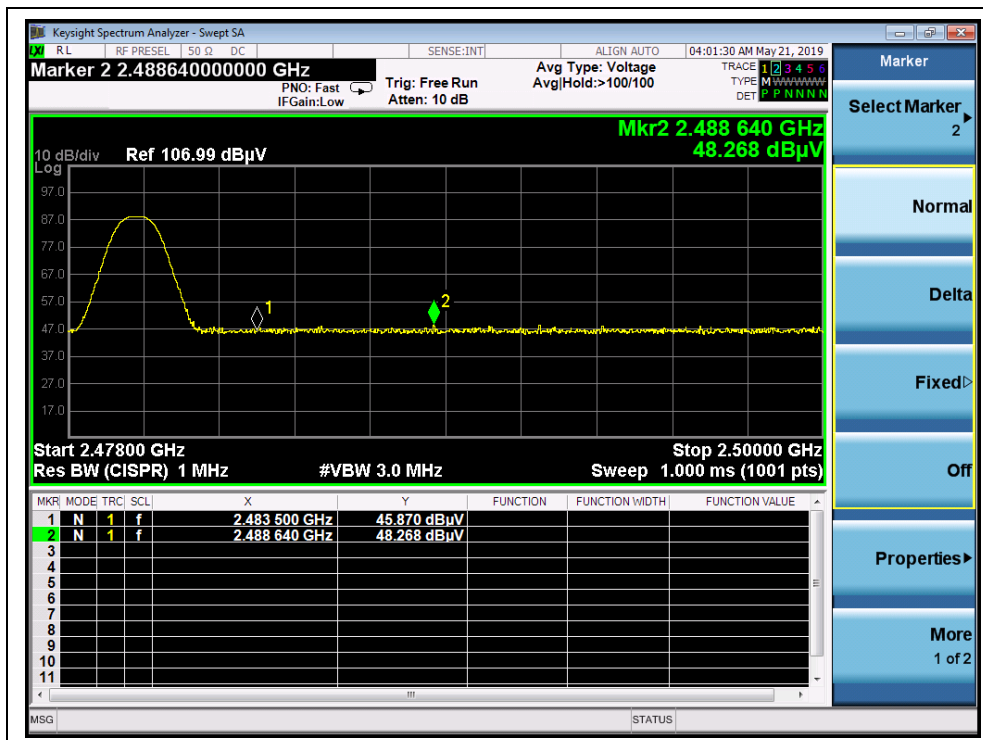 Keysight Spectrum Analyzer - Swept SA
LXI RL RF PRESEL 50 Ω DC SENSE:INT ALIGN AUTO 04:01:30 AM May 21, 2019
Marker 2 2.488640000000 GHz
PNO: Fast
IFGain:Low
Trig: Free Run
Atten: 10 dB
Avg Type: Voltage
Avg|Hold:>100/100
TRACE 1 2 3 4 5 6
TYPE M W W W W W
DET P P N N N N
Mkr2 2.488 640 GHz
48.268 dBµV
10 dB/div Ref 106.99 dBµV
Log
97.0
87.0
77.0
67.0
57.0
47.0
37.0
27.0
17.0
1
2
Start 2.47800 GHz Stop 2.50000 GHz
Res BW (CISPR) 1 MHz #VBW 3.0 MHz Sweep 1.000 ms (1001 pts)
MKR MODE TRC SCL X Y FUNCTION FUNCTION WIDTH FUNCTION VALUE
1 N 1 f 2.483 500 GHz 45.870 dBµV
2 N 1 f 2.488 640 GHz 48.268 dBµV
3
4
5
6
7
8
9
10
11
MSG STATUS
Marker
Select Marker
2
Normal
Delta
Fixed
Off
Properties
More
1 of 2